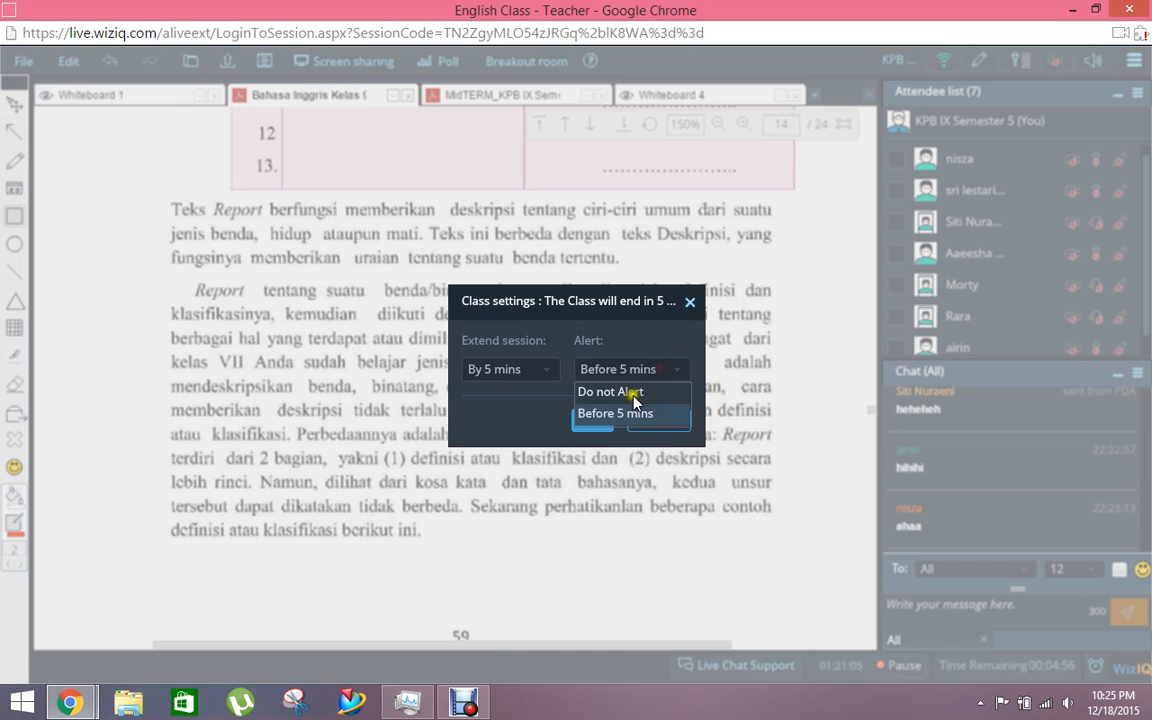 English Class - Teacher - Google Chrome
https://live.wiziq.com/aliveext/LoginToSession.aspx?SessionCode=TN2ZgyMLO54zJRGq%2blK8WA%3d%3d
File Edit Screen sharing Poll Breakout room KPB ...
Whiteboard 1 Bahasa Inggris Kelas 9 MidTERM_KPB IX Sem Whiteboard 4
150% 14 / 24
12
13.
Teks Report berfungsi memberikan deskripsi tentang ciri-ciri umum dari suatu
jenis benda, hidup ataupun mati. Teks ini berbeda dengan teks Deskripsi, yang
fungsinya memberikan uraian tentang suatu benda tertentu.
Report tentang suatu benda/bin nisi dan
klasifikasinya, kemudian diikuti d tentang
berbagai hal yang terdapat atau dimil gat dari
kelas VII Anda sudah belajar jenis adalah
mendeskripsikan benda, binatang, an, cara
memberikan deskripsi tidak terlalu definisi
atau klasifikasi. Perbedaannya adalah a: Report
terdiri dari 2 bagian, yakni (1) definisi atau klasifikasi dan (2) deskripsi secara
lebih rinci. Namun, dilihat dari kosa kata dan tata bahasanya, kedua unsur
tersebut dapat dikatakan tidak berbeda. Sekarang perhatikanlan beberapa contoh
definisi atau klasifikasi berikut ini.
59
Class settings : The Class will end in 5 ...
Extend session: Alert:
By 5 mins Before 5 mins
Do not Alert
Before 5 mins
Attendee list (7)
KPB IX Semester 5 (You)
nisza
sri lestari...
Siti Nura...
Aaeesha ...
Morty
Rara
airin
Chat (All)
Siti Nuraeni sent from PDA
heheheh
airin 22:22:57
hihihi
nisza 22:23:13
ahaa
To: All 12
Write your message here. 300
All
2
Live Chat Support 01:21:05 Pause Time Remaining00:04:56 WizIQ
10:25 PM
12/18/2015